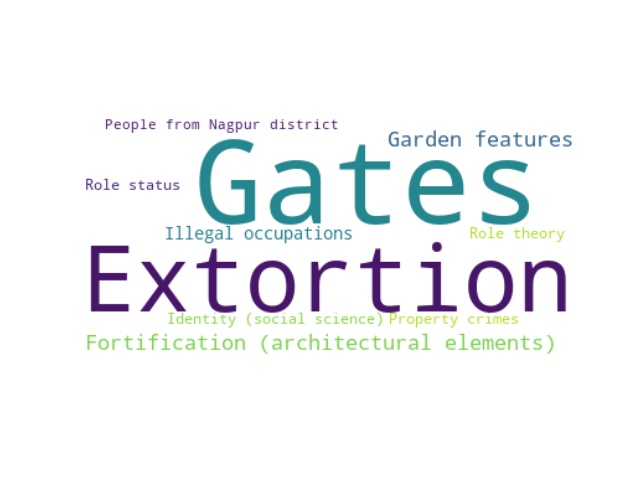 People from Nagpur district
Garden features
Gates
Role status
Illegal occupations
Role theory
Extortion
Identity (social science)
Property crimes
Fortification (architectural elements)